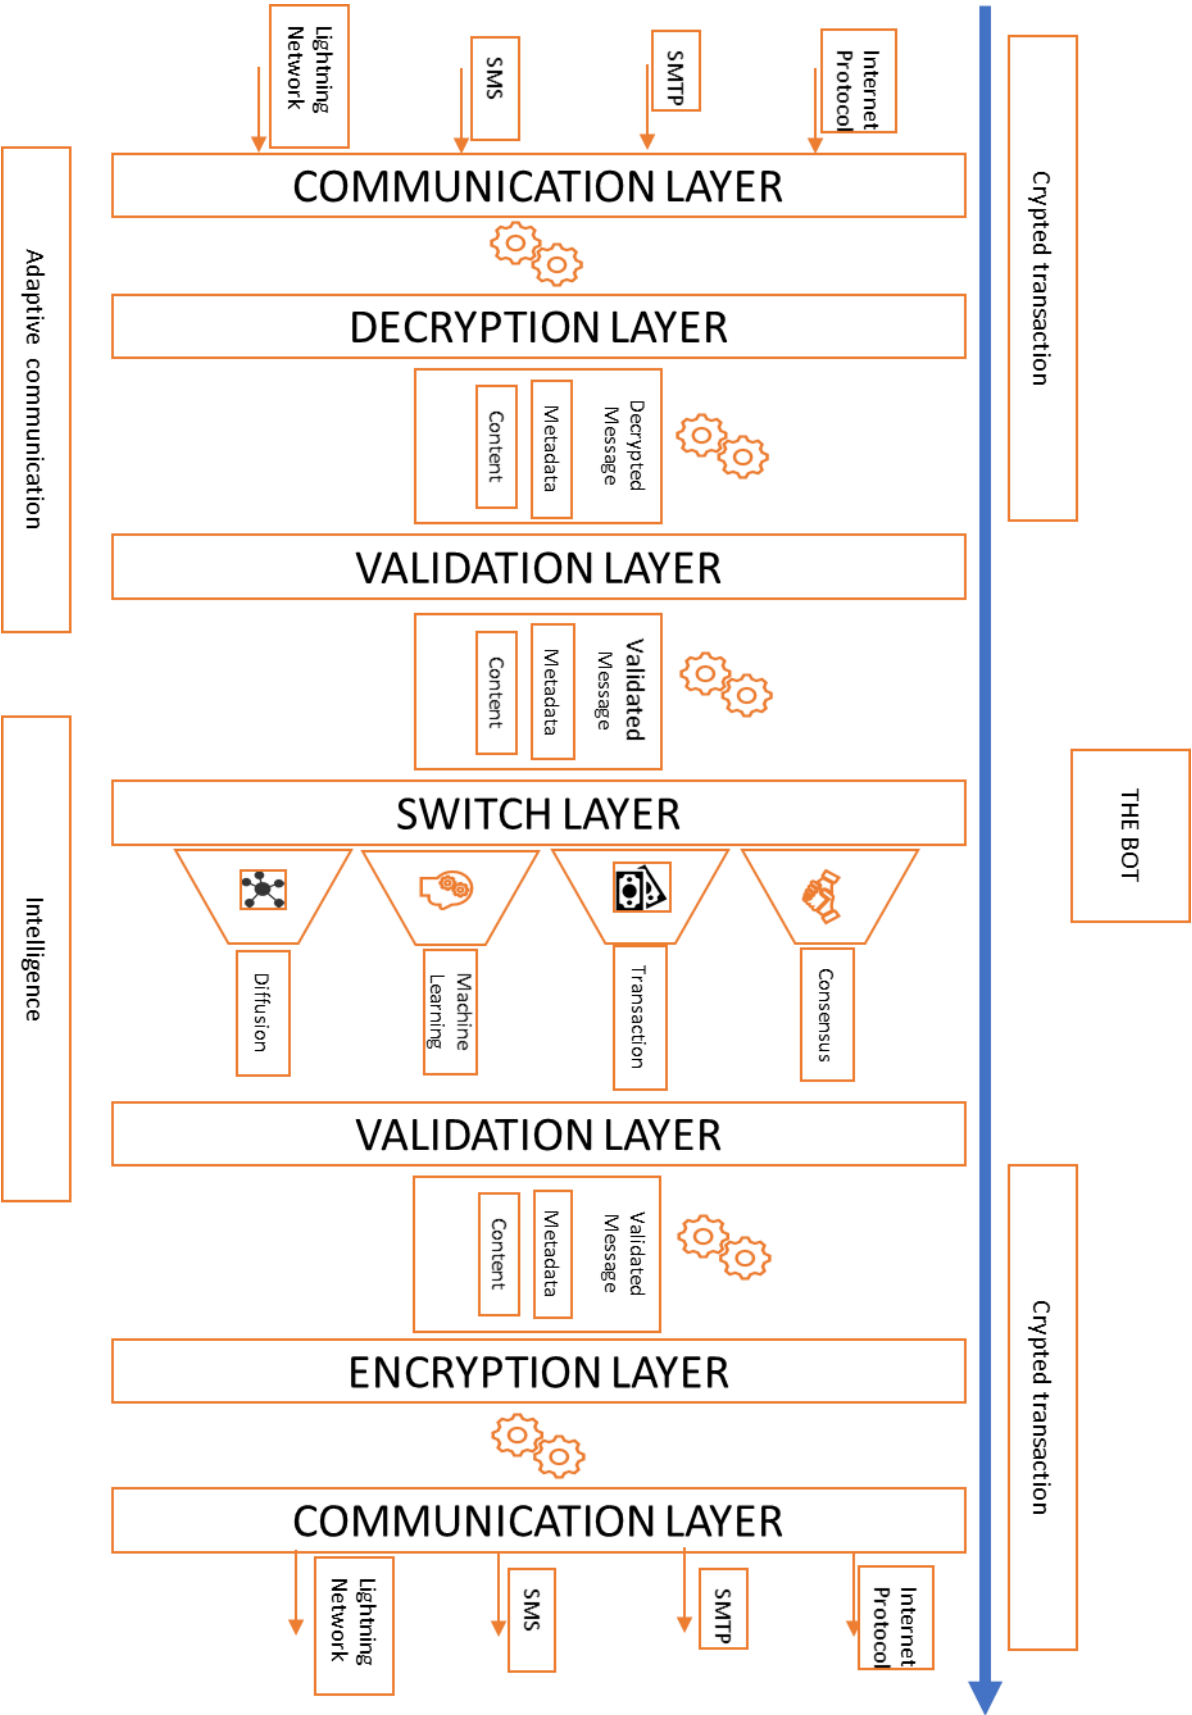 Lightning
Network
SMS
SMTP
Internet
Protocol
COMMUNICATION LAYER
Crypted transaction
Adaptive communication
DECRYPTION LAYER
Decrypted
Message
Metadata
Content
VALIDATION LAYER
Validated
Message
Metadata
Content
THE BOT
SWITCH LAYER
Intelligence
Diffusion
Machine
Learning
Transaction
Consensus
VALIDATION LAYER
Validated
Message
Metadata
Content
Crypted transaction
ENCRYPTION LAYER
COMMUNICATION LAYER
Lightning
Network
SMS
SMTP
Internet
Protocol